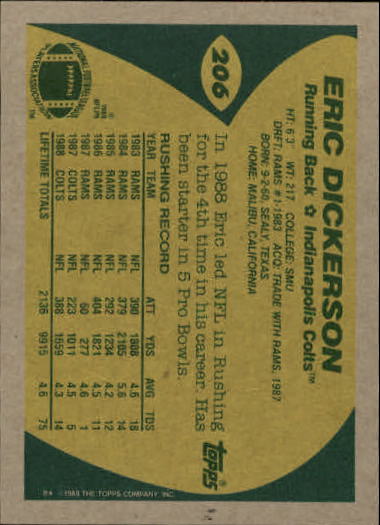 206
ERIC DICKERSON
Running Back ✩ Indianapolis Colts™
HT: 6'3" WT: 217 COLLEGE: SMU
DRFT: RAMS #1-1983 ACQ: TRADE WITH RAMS, 1987
BORN: 9-2-60, SEALY, TEXAS
HOME: MALIBU, CALIFORNIA
In 1988 Eric led NFL in Rushing
for the 4th time in his career. Has
been starter in 5 Pro Bowls.
topps
RUSHING RECORD
YEAR TEAM ATT YDS AVG TDS
1983 RAMS NFL 390 1808 4.6 18
1984 RAMS NFL 379 2105 5.6 14
1985 RAMS NFL 292 1234 4.2 12
1986 RAMS NFL 404 1821 4.5 11
1987 RAMS NFL 60 277 4.6 1
1987 COLTS NFL 223 1011 4.5 5
1988 COLTS NFL 388 1659 4.3 14
LIFETIME TOTALS 2136 9915 4.6 75
NATIONAL FOOTBALL LEAGUE
PLAYERS ASSOCIATION
™
©1989 THE TOPPS COMPANY, INC.